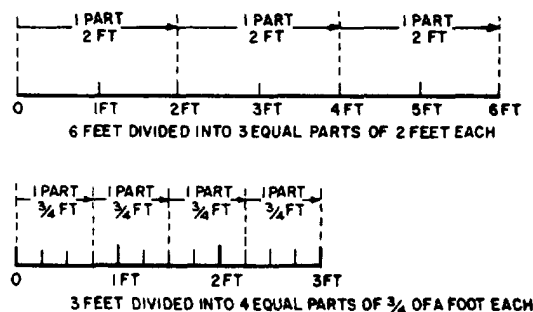 1 PART 1 PART 1 PART
2 FT 2 FT 2 FT
0 1FT 2FT 3FT 4FT 5FT 6FT
6 FEET DIVIDED INTO 3 EQUAL PARTS OF 2 FEET EACH
1 PART 1 PART 1 PART 1 PART
3/4 FT 3/4 FT 3/4 FT 3/4 FT
0 1FT 2FT 3FT
3 FEET DIVIDED INTO 4 EQUAL PARTS OF 3/4 OF A FOOT EACH